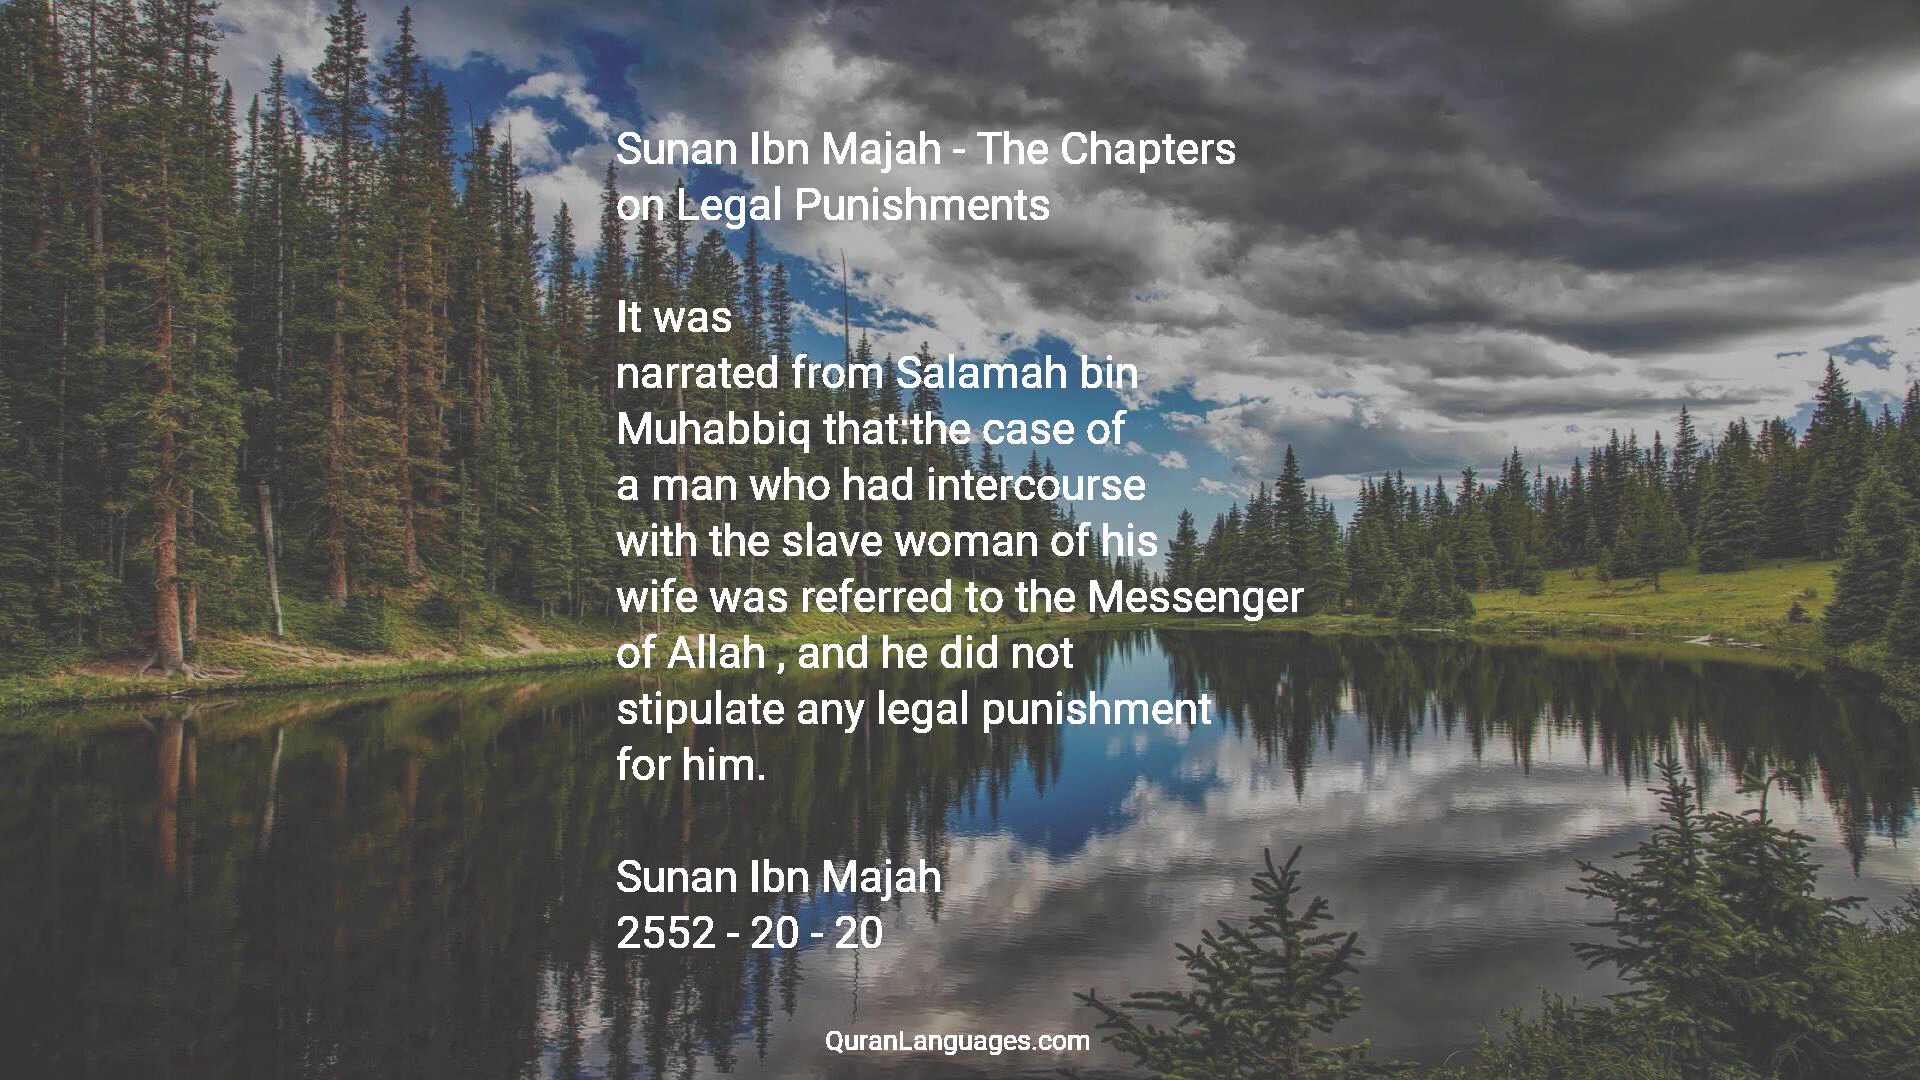 Sunan Ibn Majah - The Chapters
on Legal Punishments
It was
narrated from Salamah bin
Muhabbiq that:the case of
a man who had intercourse
with the slave woman of his
wife was referred to the Messenger
of Allah , and he did not
stipulate any legal punishment
for him.
Sunan Ibn Majah
2552 - 20 - 20
QuranLanguages.com